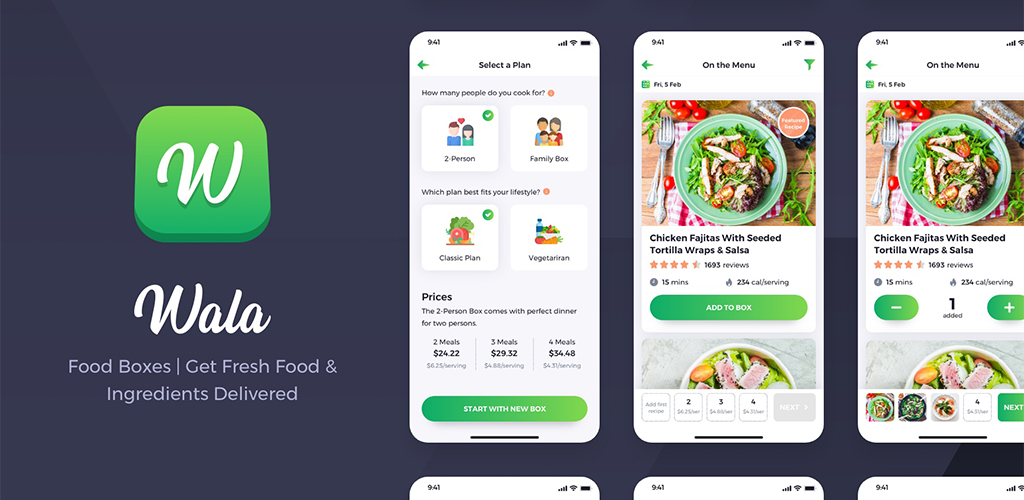 W
Wala
Food Boxes | Get Fresh Food &
Ingredients Delivered
9:41
Select a Plan
How many people do you cook for?
2-Person
Family Box
Which plan best fits your lifestyle?
Classic Plan
Vegetariran
Prices
The 2-Person Box comes with perfect dinner
for two persons.
2 Meals
$24.22
$6.25/serving
3 Meals
$29.32
$4.88/serving
4 Meals
$34.48
$4.31/serving
START WITH NEW BOX
9:41
On the Menu
Fri, 5 Feb
Featured
Recipe
Chicken Fajitas With Seeded
Tortilla Wraps & Salsa
1693 reviews
15 mins
234 cal/serving
ADD TO BOX
Add first
recipe
2
$6.25/ser
3
$4.88/ser
4
$4.31/ser
NEXT
9:41
On the Menu
Fri, 5 Feb
Chicken Fajitas With Seeded
Tortilla Wraps & Salsa
1693 reviews
15 mins
234 cal/serving
1
added
4
$4.31/ser
NEXT
9:41
9:41
9:41